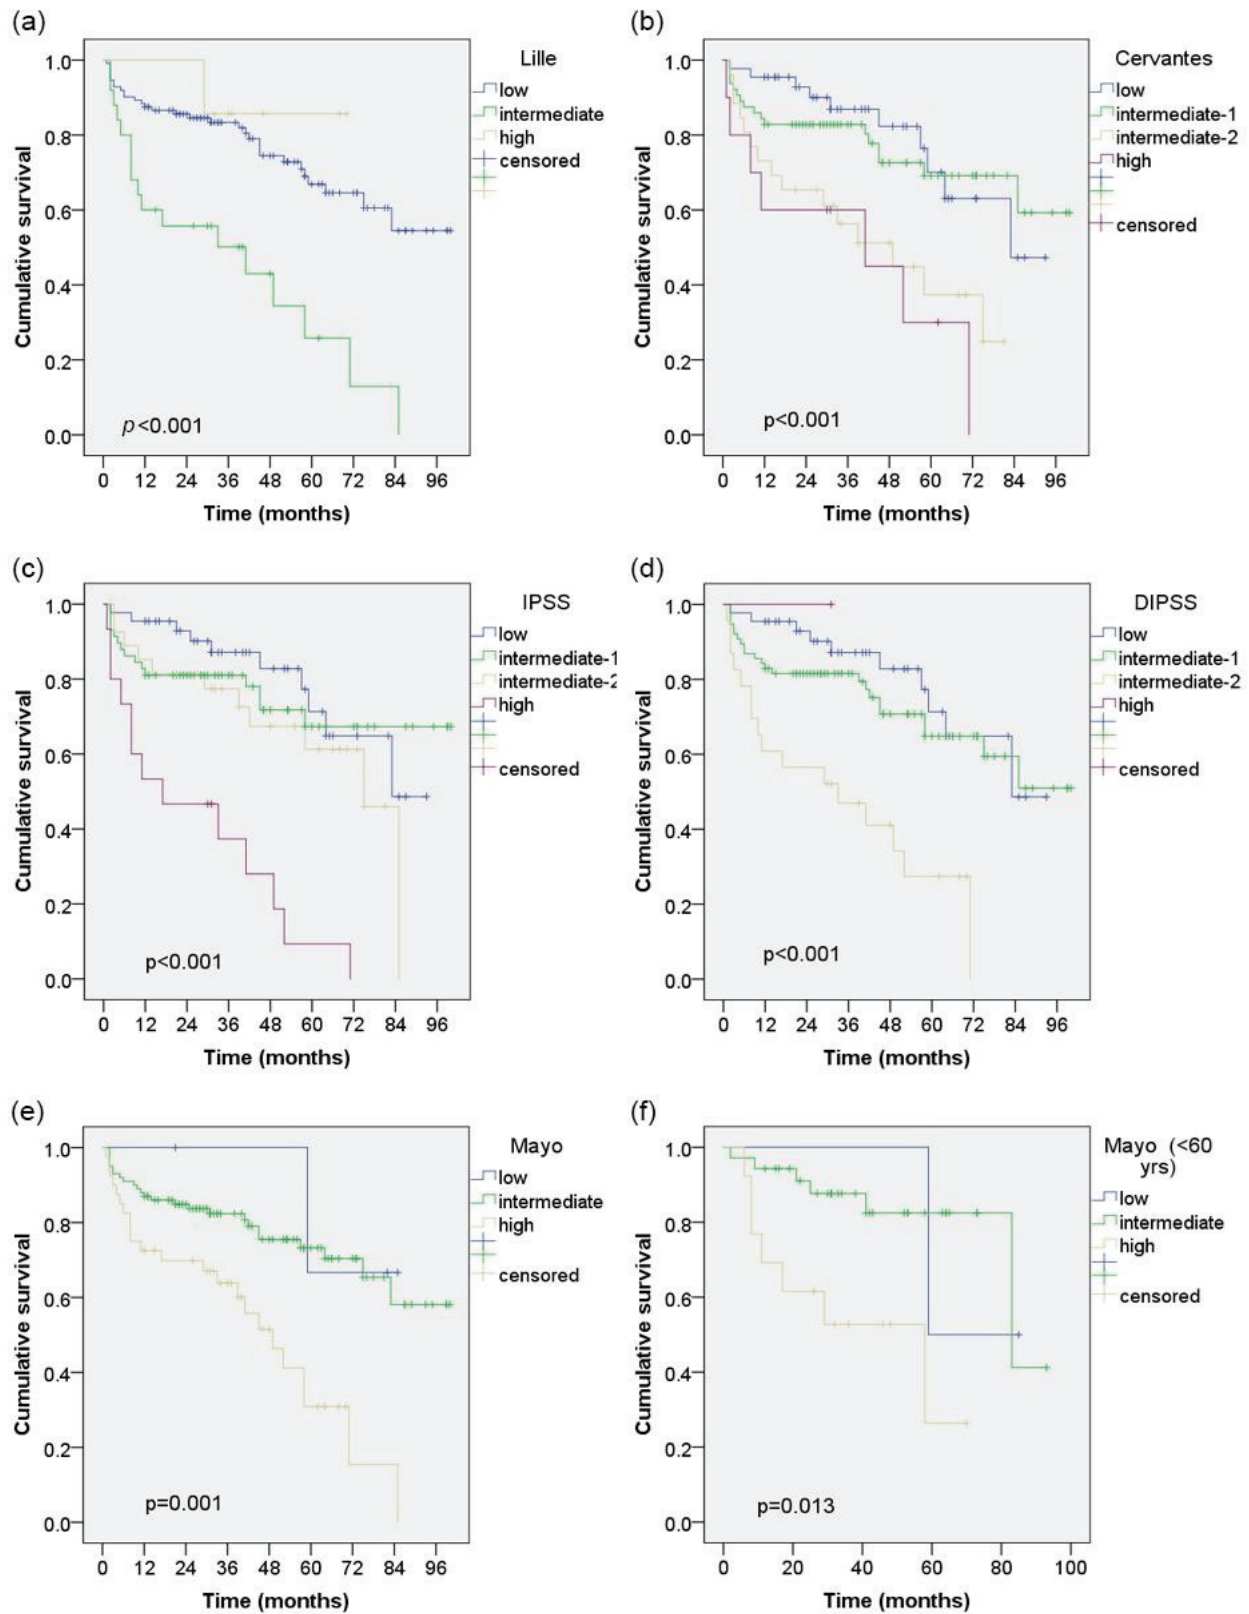 (a)
Lille
low
intermediate
high
censored
Cumulative survival
1.0
0.8
0.6
0.4
0.2
0.0
p<0.001
0 12 24 36 48 60 72 84 96
Time (months)
(b)
Cervantes
low
intermediate-1
intermediate-2
high
censored
Cumulative survival
1.0
0.8
0.6
0.4
0.2
0.0
p<0.001
0 12 24 36 48 60 72 84 96
Time (months)
(c)
IPSS
low
intermediate-1
intermediate-2
high
censored
Cumulative survival
1.0
0.8
0.6
0.4
0.2
0.0
p<0.001
0 12 24 36 48 60 72 84 96
Time (months)
(d)
DIPSS
low
intermediate-1
intermediate-2
high
censored
Cumulative survival
1.0
0.8
0.6
0.4
0.2
0.0
p<0.001
0 12 24 36 48 60 72 84 96
Time (months)
(e)
Mayo
low
intermediate
high
censored
Cumulative survival
1.0
0.8
0.6
0.4
0.2
0.0
p=0.001
0 12 24 36 48 60 72 84 96
Time (months)
(f)
Mayo (<60
yrs)
low
intermediate
high
censored
Cumulative survival
1.0
0.8
0.6
0.4
0.2
0.0
p=0.013
0 20 40 60 80 100
Time (months)